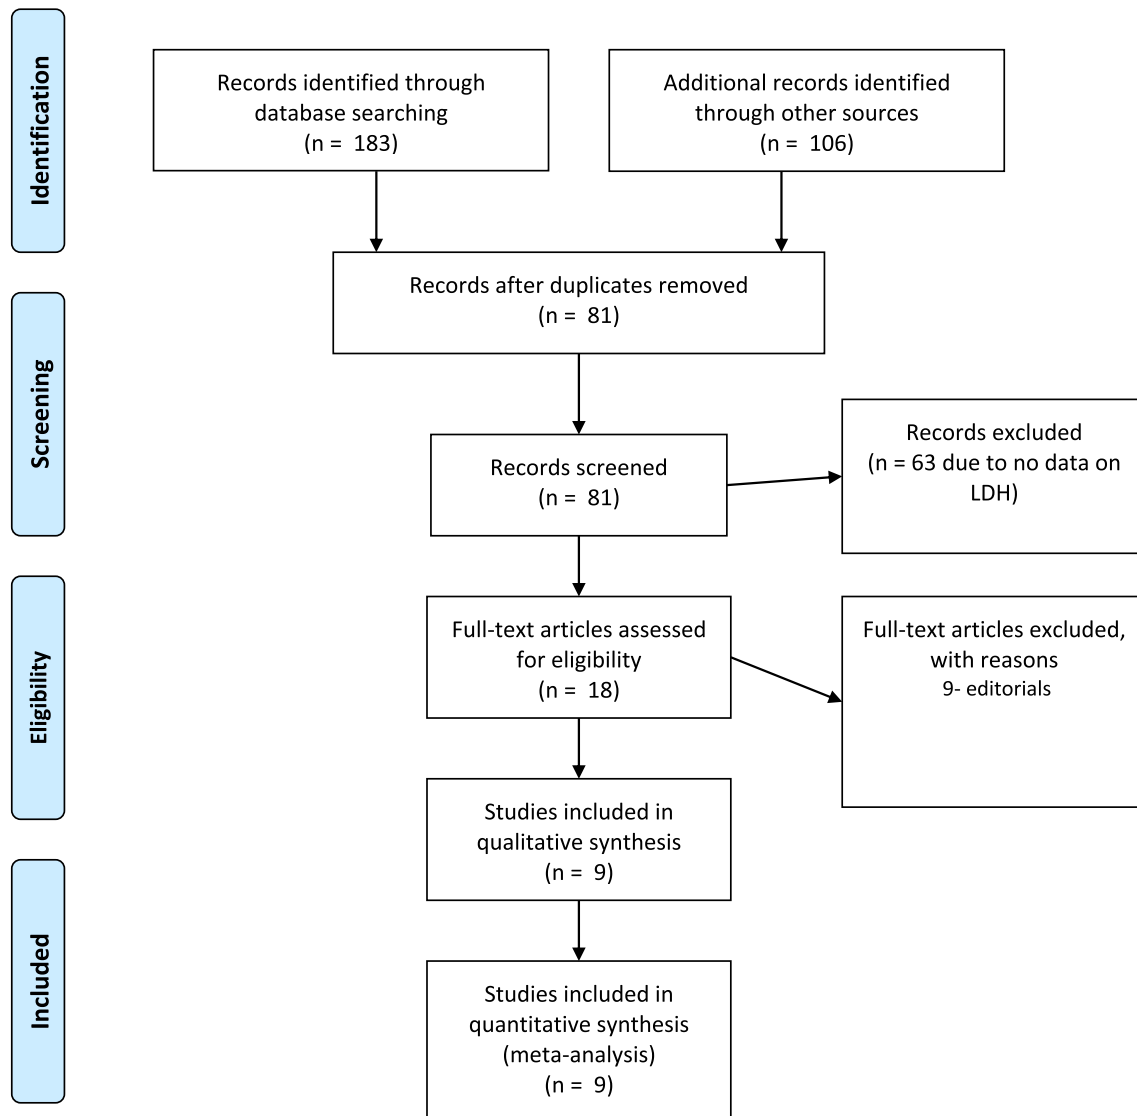 Identification
Records identified through
database searching
(n =  183)
Additional records identified
through other sources
(n =  106)
Records after duplicates removed
(n =  81)
Screening
Records screened
(n =  81)
Records excluded
(n = 63 due to no data on
LDH)
Eligibility
Full-text articles assessed
for eligibility
(n =  18)
Full-text articles excluded,
with reasons
9- editorials
Studies included in
qualitative synthesis
(n =  9)
Included
Studies included in
quantitative synthesis
(meta-analysis)
(n =  9)